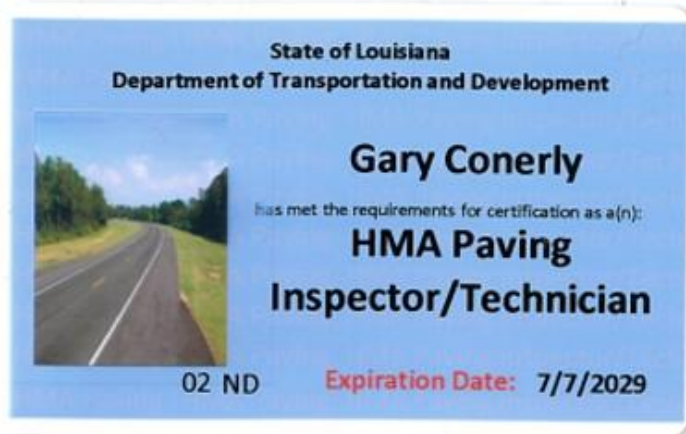 State of Louisiana
Department of Transportation and Development
Gary Conerly
has met the requirements for certification as a(n):
HMA Paving
Inspector/Technician
02 ND Expiration Date: 7/7/2029